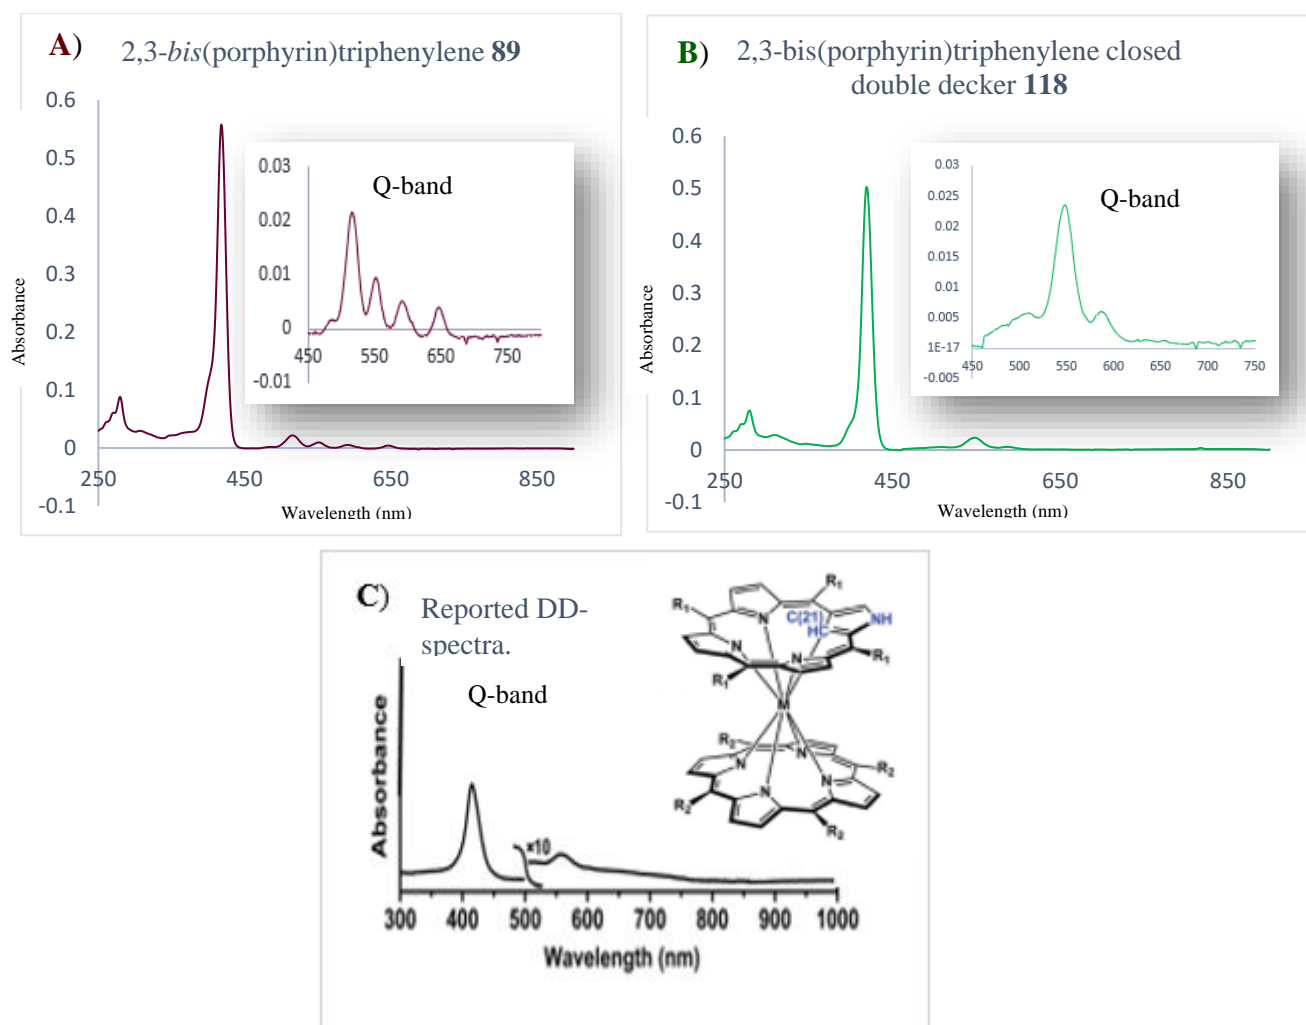 A) 2,3-bis(porphyrin)triphenylene 89
0.6
0.5
0.4
0.3
0.2
0.1
0
-0.1
250 450 650 850
Absorbance
Wavelength (nm)
Q-band
0.03
0.02
0.01
0
-0.01
450 550 650 750
B) 2,3-bis(porphyrin)triphenylene closed
double decker 118
0.6
0.5
0.4
0.3
0.2
0.1
0
-0.1
250 450 650 850
Absorbance
Wavelength (nm)
Q-band
0.03
0.025
0.02
0.015
0.01
0.005
1E-17
-0.005
450 500 550 600 650 700 750
C) Reported DD-
spectra.
Q-band
Absorbance
x10
300 400 500 600 700 800 900 1000
Wavelength (nm)
R1
R1
C(21)
HC
NH
N
N
N
R1
R1
M
R2
N
N
N
N
R2
R2
R2